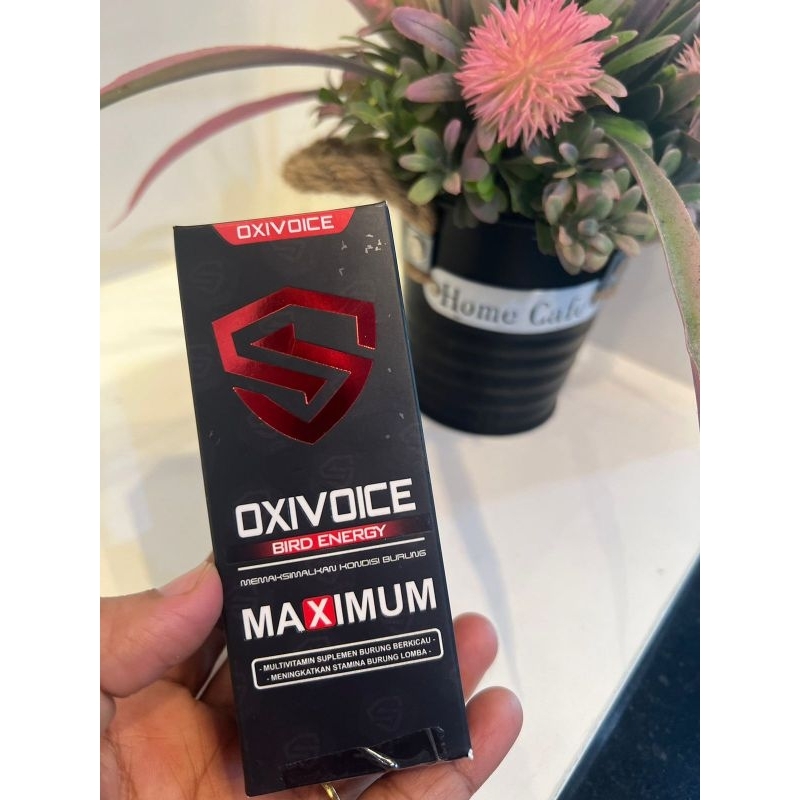 OXIVOICE
OXIVOICE
BIRD ENERGY
MEMAKSIMALKAN KONDISI BURUNG
MAXIMUM
- MULTIVITAMIN SUPLEMEN BURUNG BERKICAU -
- MENINGKATKAN STAMINA BURUNG LOMBA -
Home Cafe